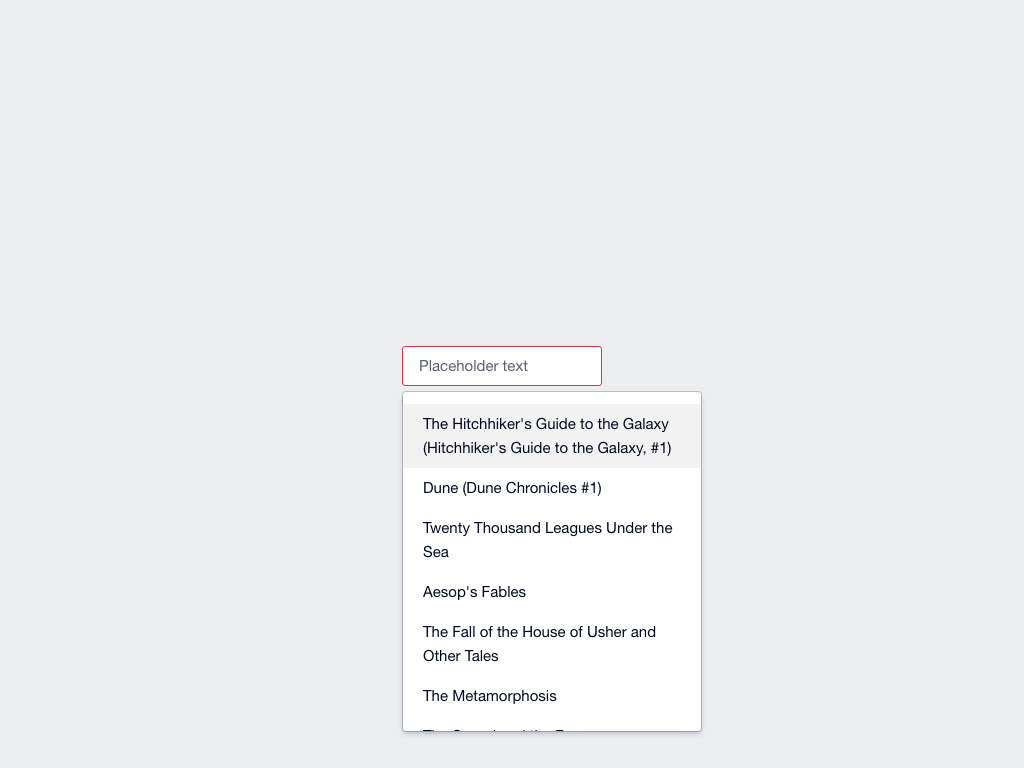 Placeholder text
The Hitchhiker's Guide to the Galaxy
(Hitchhiker's Guide to the Galaxy, #1)
Dune (Dune Chronicles #1)
Twenty Thousand Leagues Under the
Sea
Aesop's Fables
The Fall of the House of Usher and
Other Tales
The Metamorphosis